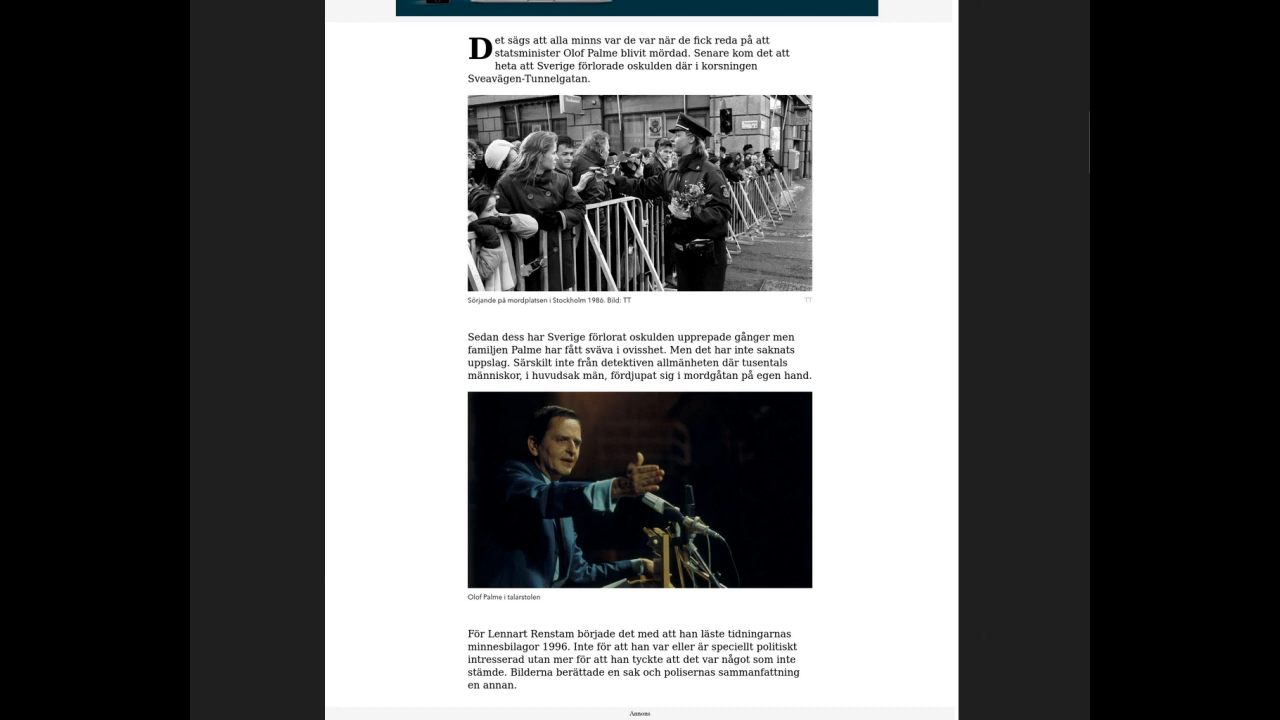 Det sägs att alla minns var de var när de fick reda på att
statsminister Olof Palme blivit mördad. Senare kom det att
heta att Sverige förlorade oskulden där i korsningen
Sveavägen-Tunnelgatan.
Sörjande på mordplatsen i Stockholm 1986. Bild: TT
TT
Sedan dess har Sverige förlorat oskulden upprepade gånger men
familjen Palme har fått sväva i ovisshet. Men det har inte saknats
uppslag. Särskilt inte från detektiven allmänheten där tusentals
människor, i huvudsak män, fördjupat sig i mordgåtan på egen hand.
Olof Palme i talarstolen
För Lennart Renstam började det med att han läste tidningarnas
minnesbilagor 1996. Inte för att han var eller är speciellt politiskt
intresserad utan mer för att han tyckte att det var något som inte
stämde. Bilderna berättade en sak och polisernas sammanfattning
en annan.
Annons